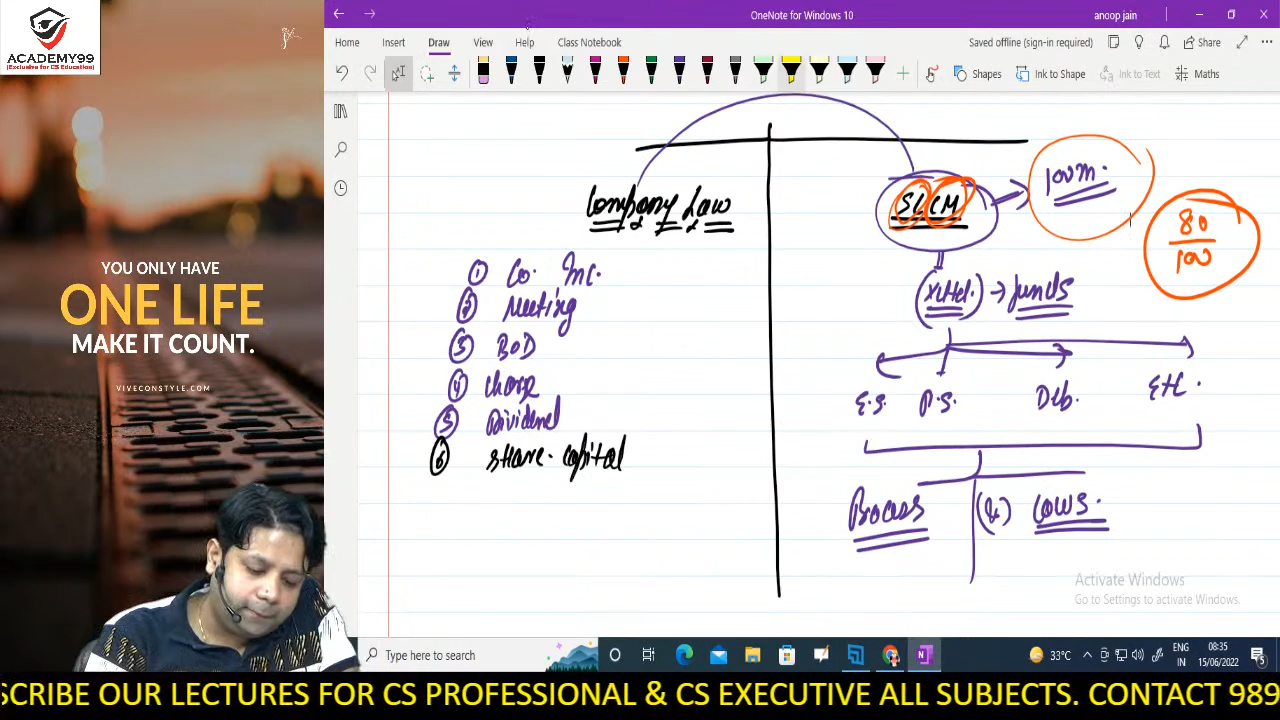 ACADEMY99
(Exclusive for CS Education)
YOU ONLY HAVE
ONE LIFE
MAKE IT COUNT.
VIVECONSTYLE.COM
OneNote for Windows 10
anoop jain
Home Insert Draw View Help Class Notebook
Saved offline (sign-in required)
Share
Shapes
Ink to Shape
Ink to Text
Maths
Company Law
① Co. Inc.
② Meeting
③ BOD
④ Charge
⑤ Dividend
⑥ Share capital
SLCM
100 m.
80
100
→ funds
E.S. P.S. Deb. Etc.
Process (&) Laws.
Activate Windows
Go to Settings to activate Windows.
Type here to search
33°C
ENG
IN
08:35
15/06/2022
5
SCRIBE OUR LECTURES FOR CS PROFESSIONAL & CS EXECUTIVE ALL SUBJECTS. CONTACT 989